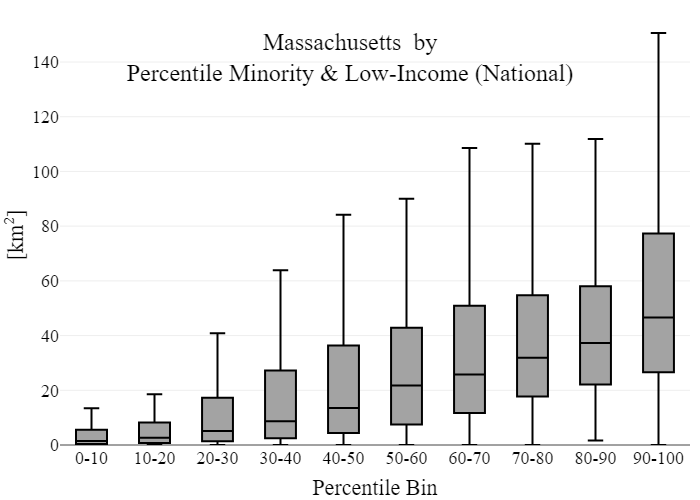 Massachusetts by
Percentile Minority & Low-Income (National)
[km²]
140
120
100
80
60
40
20
0
0-10 10-20 20-30 30-40 40-50 50-60 60-70 70-80 80-90 90-100
Percentile Bin